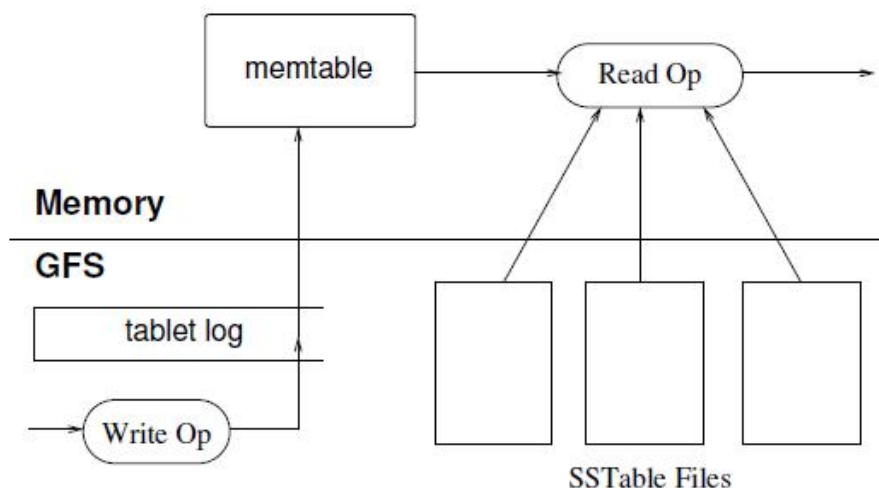 memtable
Read Op
Memory
GFS
tablet log
Write Op
SSTable Files